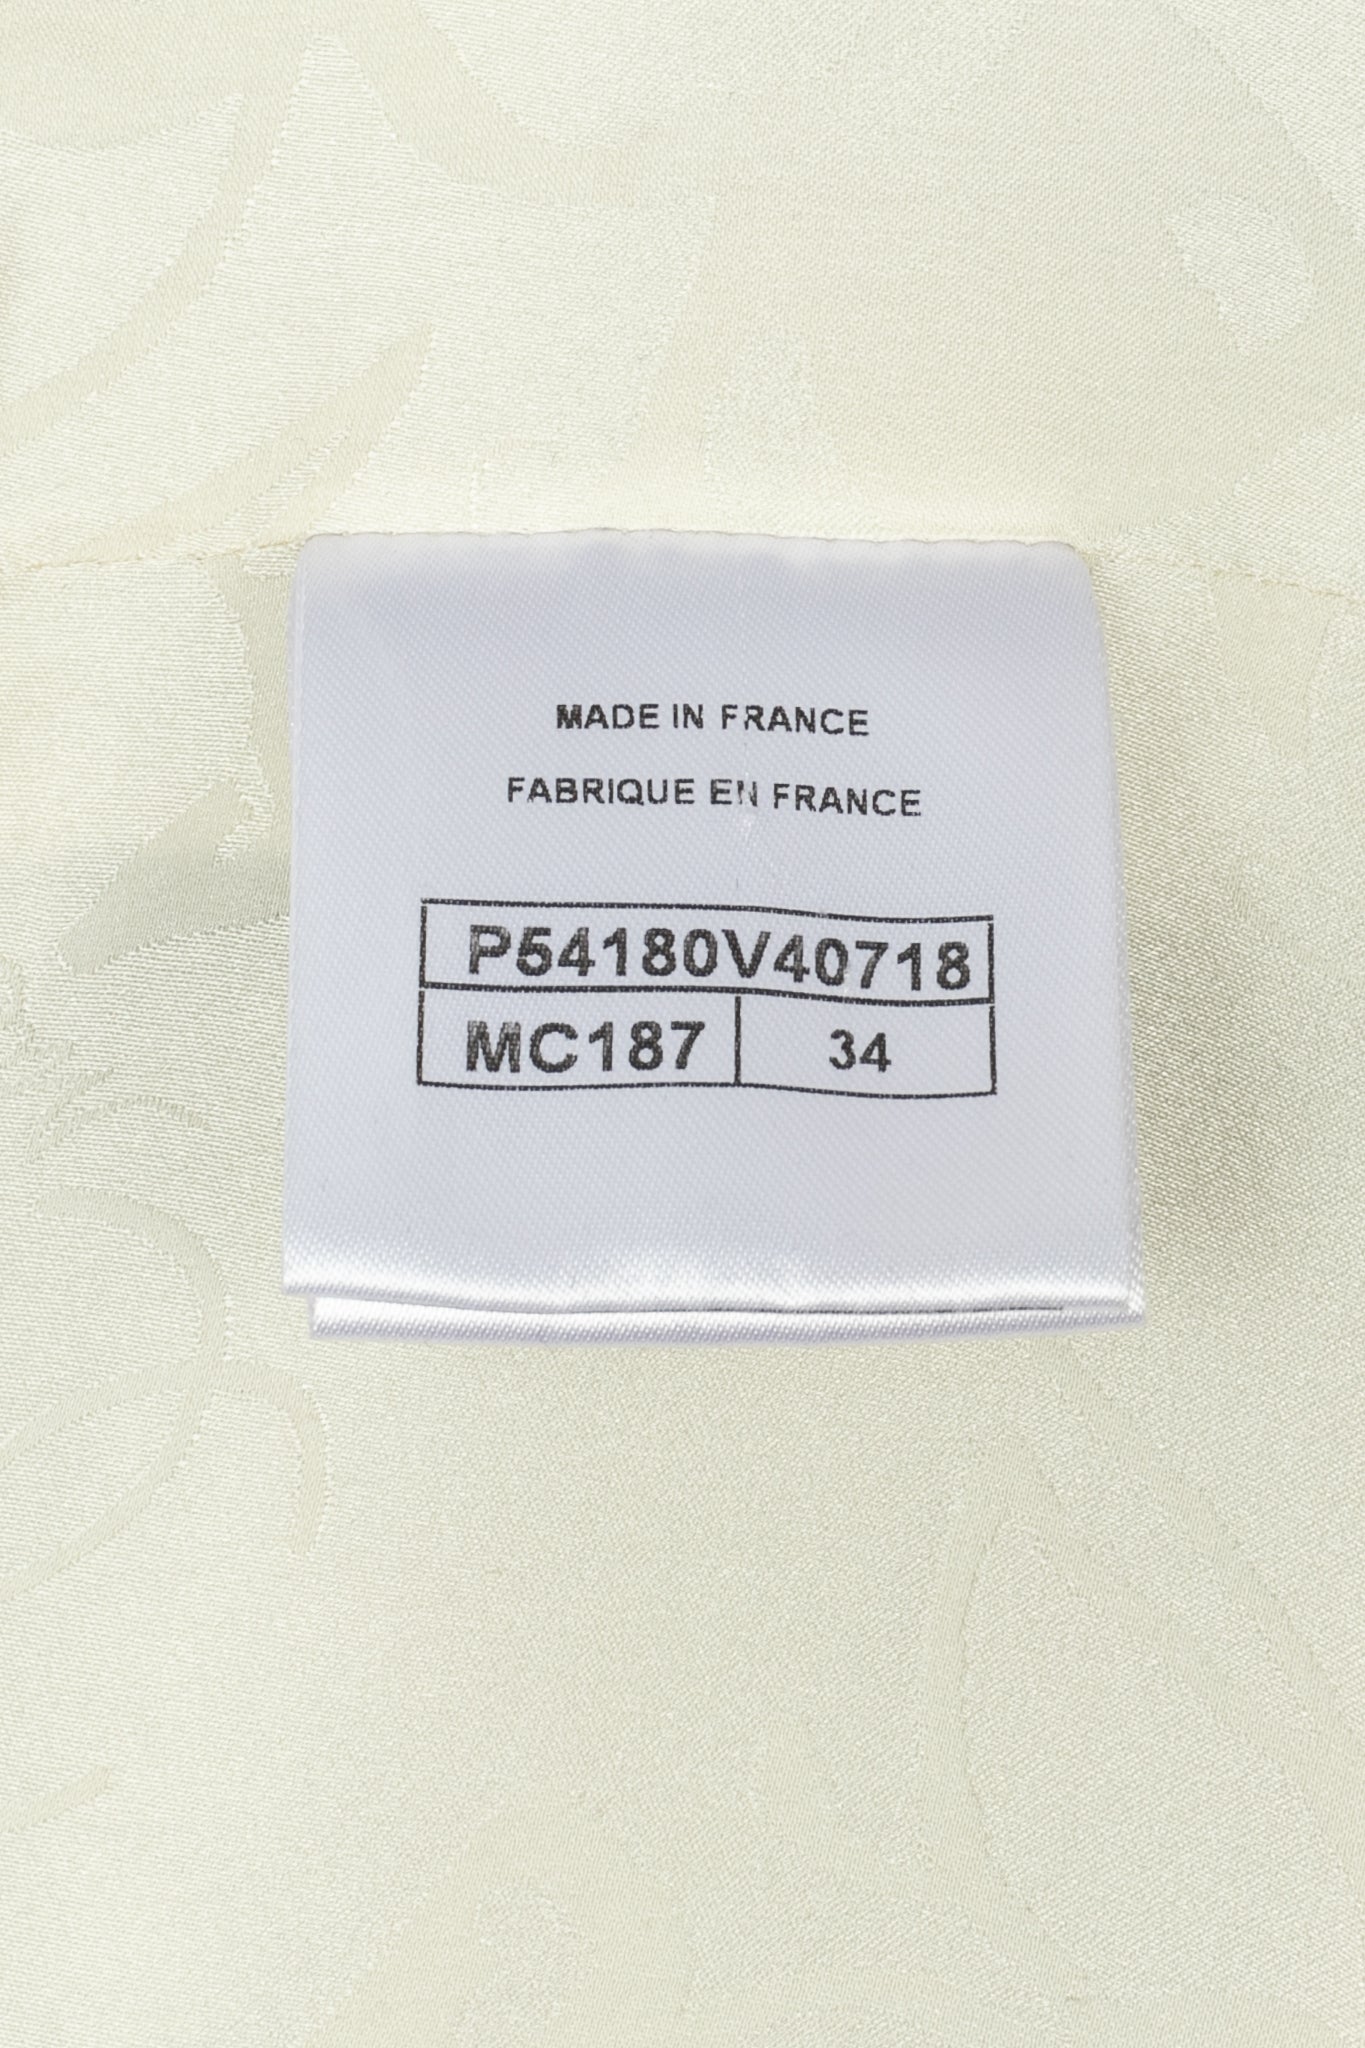 MADE IN FRANCE
FABRIQUE EN FRANCE
P54180V40718
MC187 34